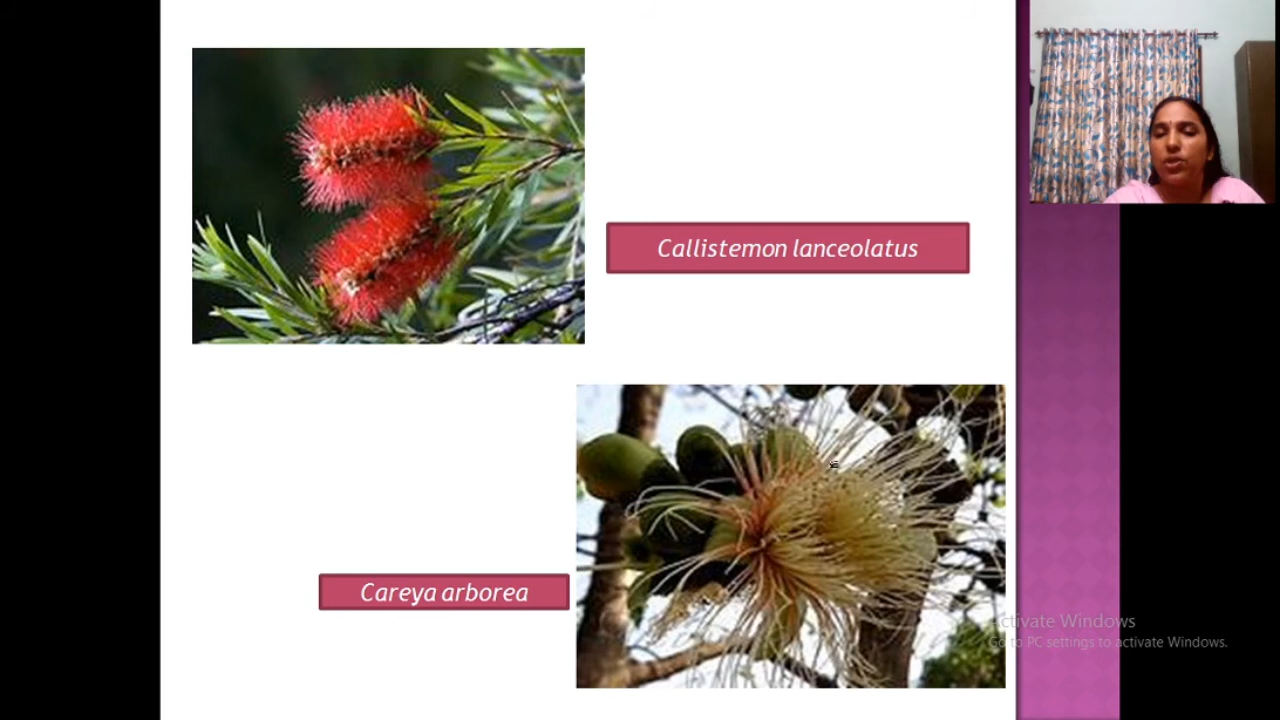 Callistemon lanceolatus
Careya arborea
Activate Windows
Go to PC settings to activate Windows.